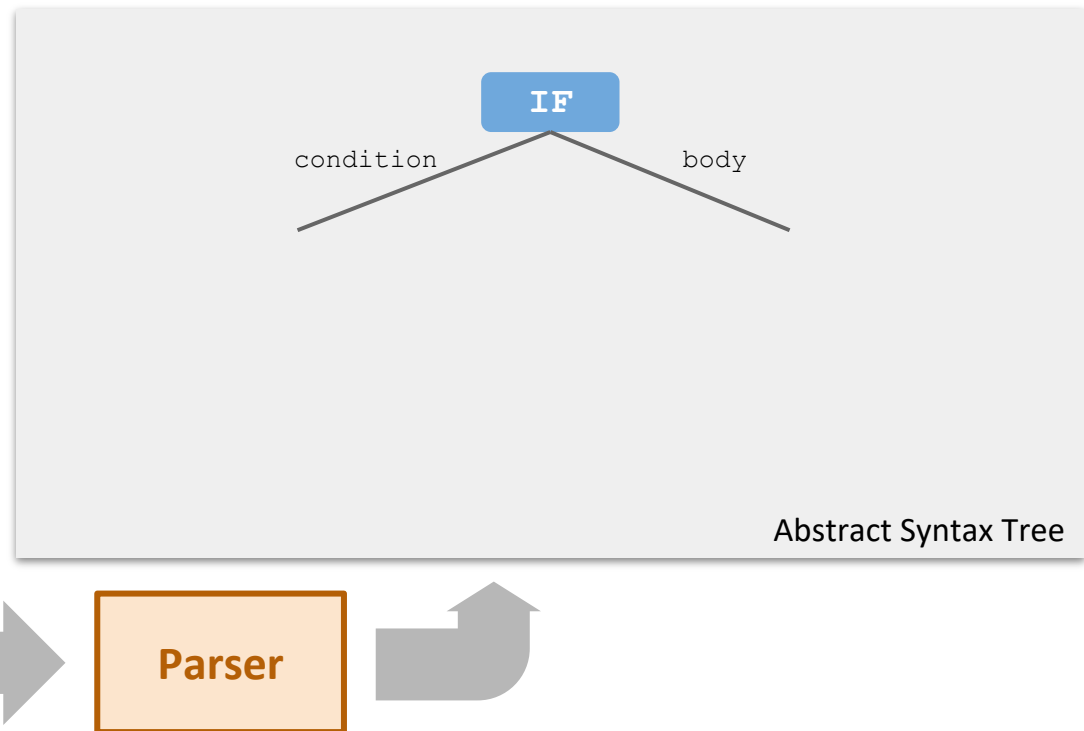 IF
condition
body
Abstract Syntax Tree
Parser